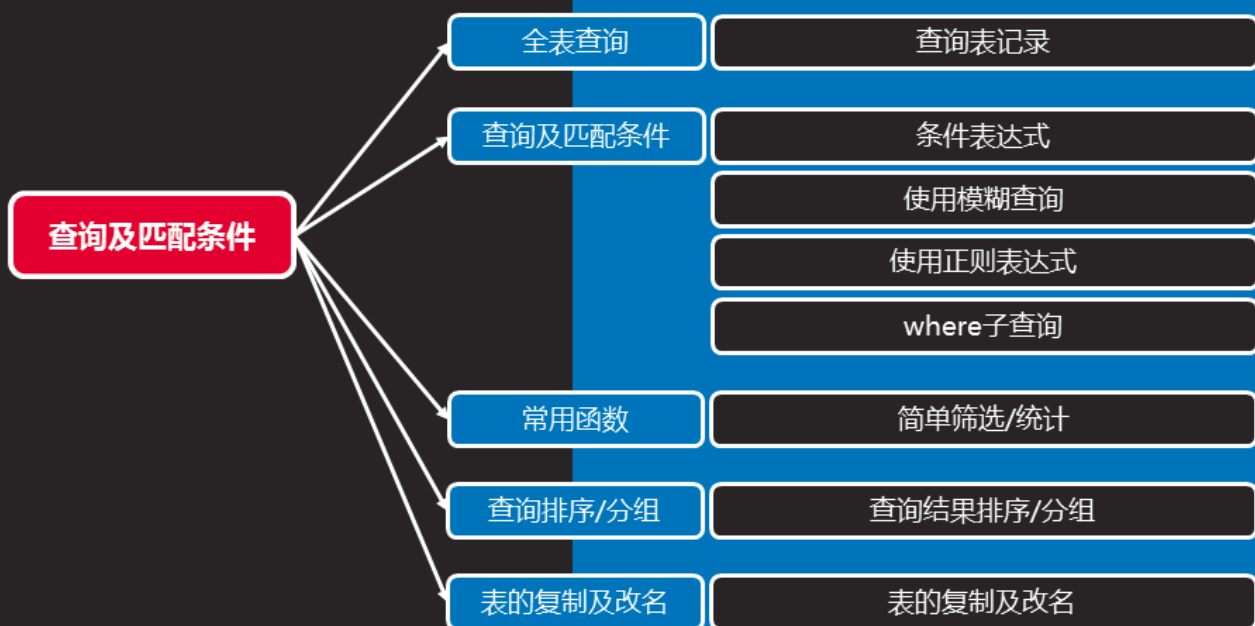 全表查询
查询表记录
查询及匹配条件
条件表达式
使用模糊查询
查询及匹配条件
使用正则表达式
where子查询
常用函数
简单筛选/统计
查询排序/分组
查询结果排序/分组
表的复制及改名
表的复制及改名